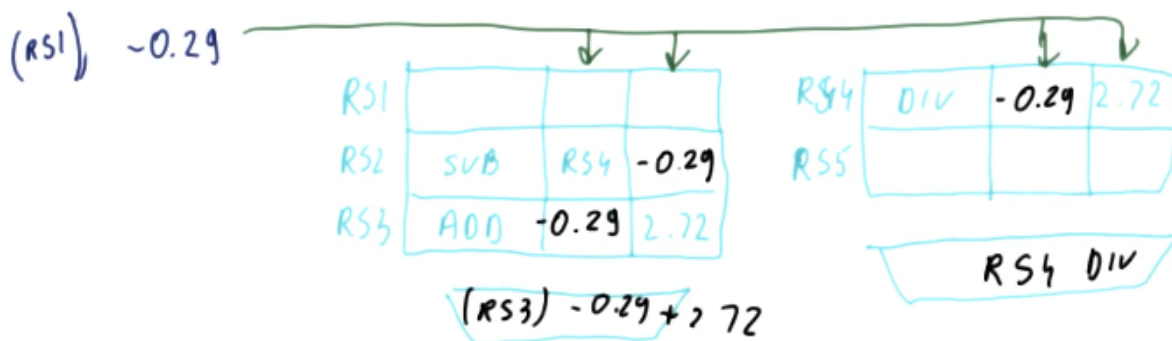 (RS1), -0.29
RS1
RS2 SUB RS4 -0.29
RS3 ADD -0.29 2.72
(RS3) -0.29 + 2 72
RS4 DIV -0.29 2.72
RS5
RS4 DIV